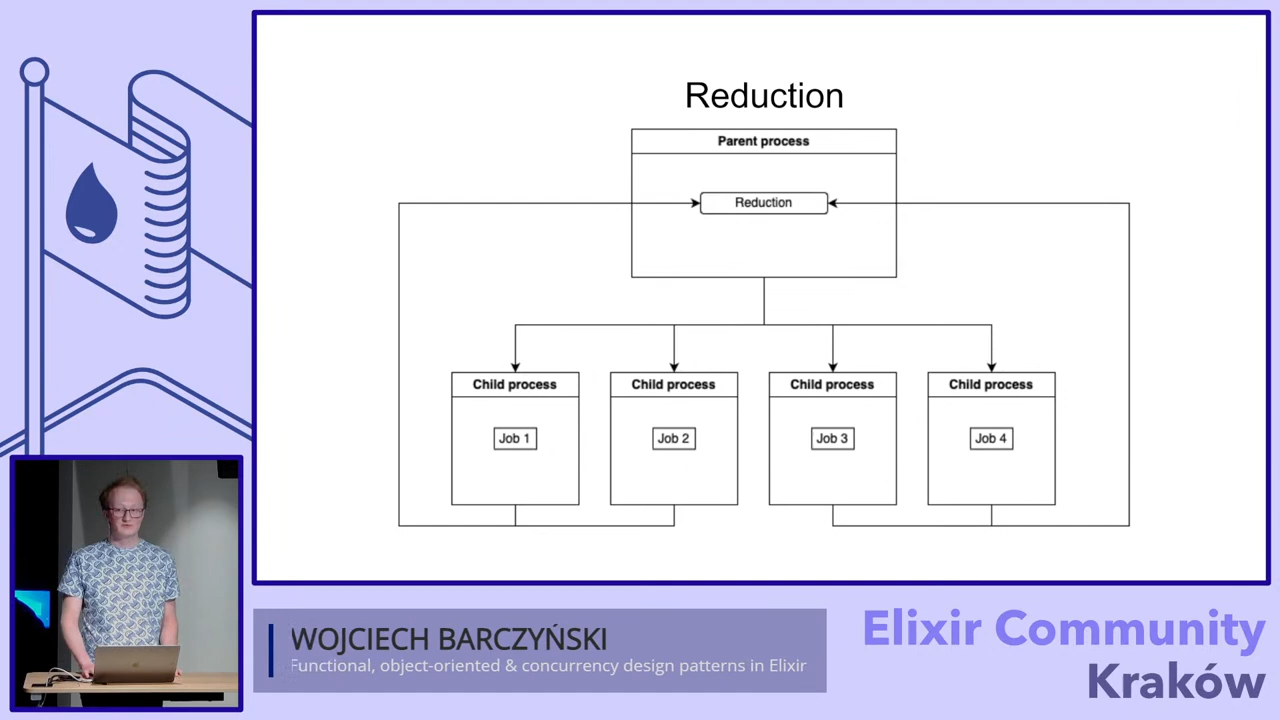 Reduction
Parent process
Reduction
Child process
Child process
Child process
Child process
Job 1
Job 2
Job 3
Job 4
WOJCIECH BARCZYŃSKI
Functional, object-oriented & concurrency design patterns in Elixir
Elixir Community
Kraków